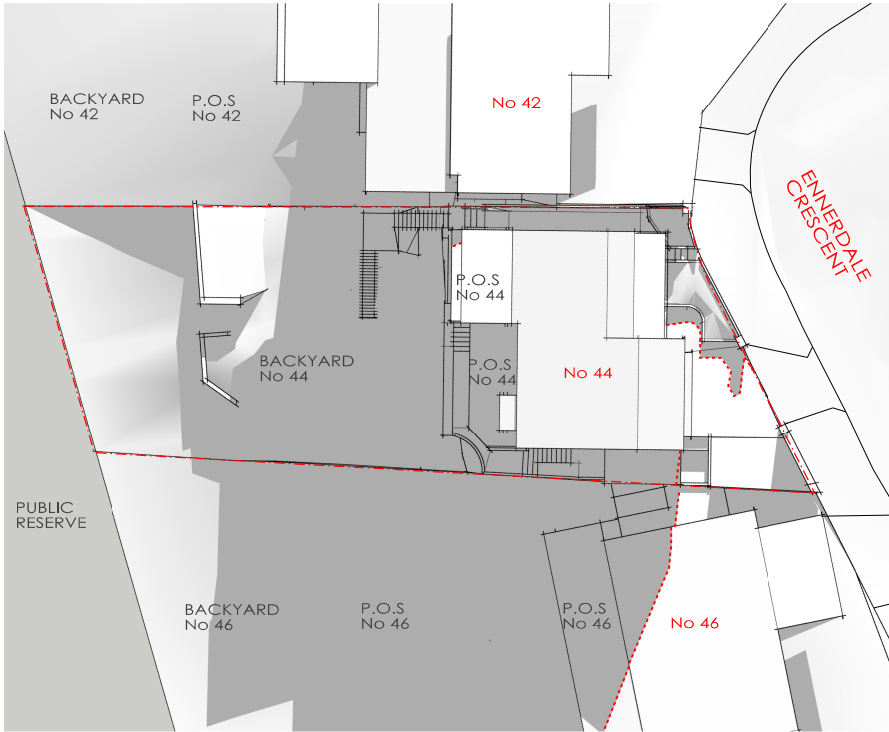 BACKYARD
No 42
P.O.S
No 42
No 42
ENNERDALE
CRESCENT
P.O.S
No 44
BACKYARD
No 44
P.O.S
No 44
No 44
PUBLIC
RESERVE
BACKYARD
No 46
P.O.S
No 46
P.O.S
No 46
No 46